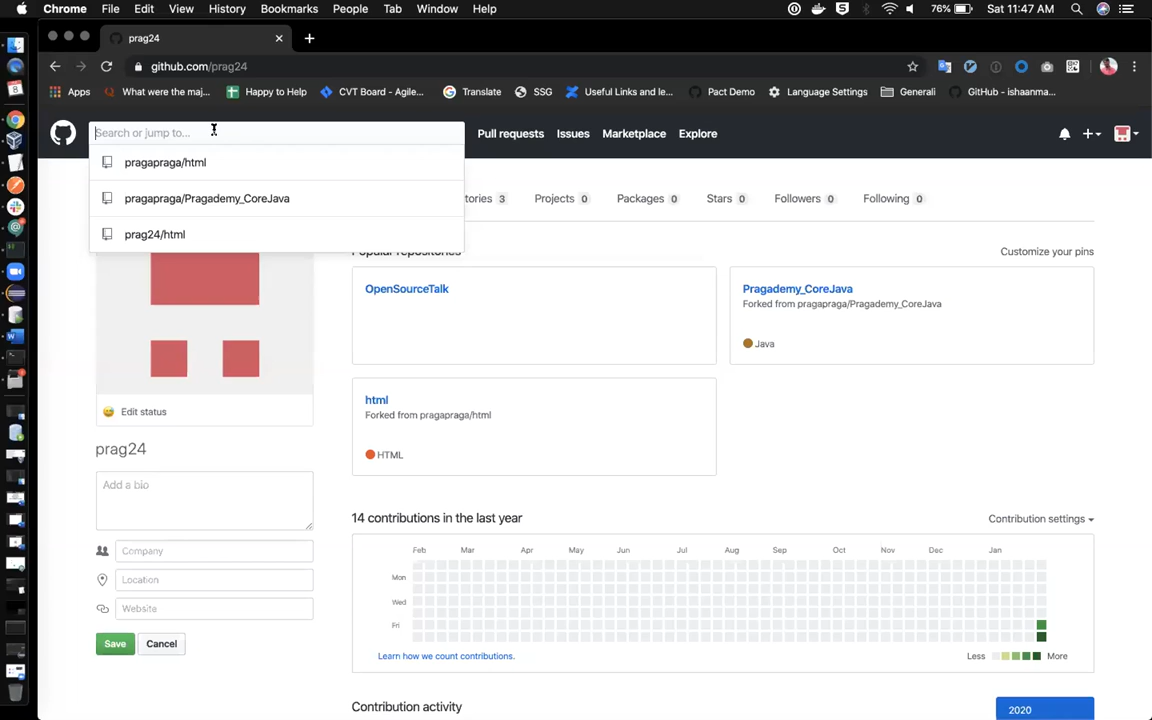 Chrome File Edit View History Bookmarks People Tab Window Help 76% Sat 11:47 AM
prag24
github.com/prag24
Apps What were the maj... Happy to Help CVT Board - Agile... Translate SSG Useful Links and le... Pact Demo Language Settings Generali GitHub - ishaanma...
Search or jump to... Pull requests Issues Marketplace Explore
pragapraga/html
pragapraga/Pragademy_CoreJava
prag24/html
tories 3 Projects 0 Packages 0 Stars 0 Followers 0 Following 0
Popular repositories Customize your pins
OpenSourceTalk
Pragademy_CoreJava
Forked from pragapraga/Pragademy_CoreJava
Java
html
Forked from pragapraga/html
HTML
Edit status
prag24
Add a bio
Company
Location
Website
Save Cancel
14 contributions in the last year Contribution settings
Feb Mar Apr May Jun Jul Aug Sep Oct Nov Dec Jan
Mon
Wed
Fri
Learn how we count contributions. Less More
Contribution activity 2020